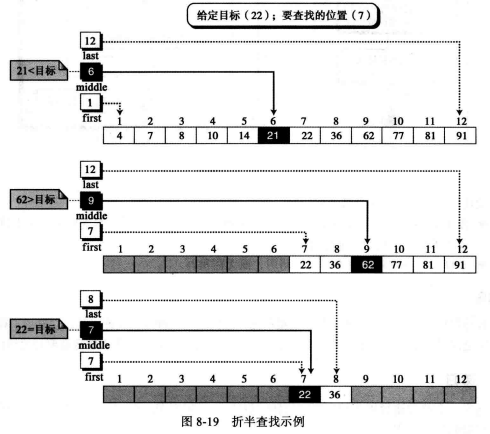 给定目标（22）；要查找的位置（7）
12
last
21<目标
6
middle
1
first
1 2 3 4 5 6 7 8 9 10 11 12
4 7 8 10 14 21 22 36 62 77 81 91
12
last
62>目标
9
middle
7
first
1 2 3 4 5 6 7 8 9 10 11 12
22 36 62 77 81 91
8
last
22=目标
7
middle
7
first
1 2 3 4 5 6 7 8 9 10 11 12
22 36
图 8-19 折半查找示例